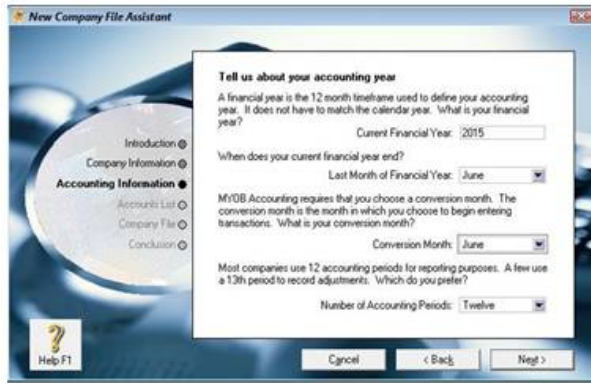 New Company File Assistant
Tell us about your accounting year
A financial year is the 12 month timeframe used to define your accounting
year. It does not have to match the calendar year. What is your financial
year?
Current Financial Year: 2015
When does your current financial year end?
Last Month of Financial Year: June
MYOB Accounting requires that you choose a conversion month. The
conversion month is the month in which you choose to begin entering
transactions. What is your conversion month?
Conversion Month: June
Most companies use 12 accounting periods for reporting purposes. A few use
a 13th period to record adjustments. Which do you prefer?
Number of Accounting Periods: Twelve
Introduction
Company Information
Accounting Information
Accounts List
Company File
Conclusion
Help F1
Cancel
< Back
Next >